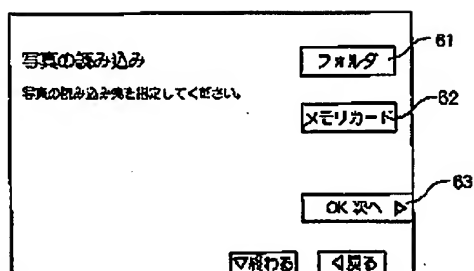 写真の読み込み
フォルダ
61
写真の読み込み先を指定してください。
メモリカード
62
OK 次へ ▷
63
▽終わる
◁戻る